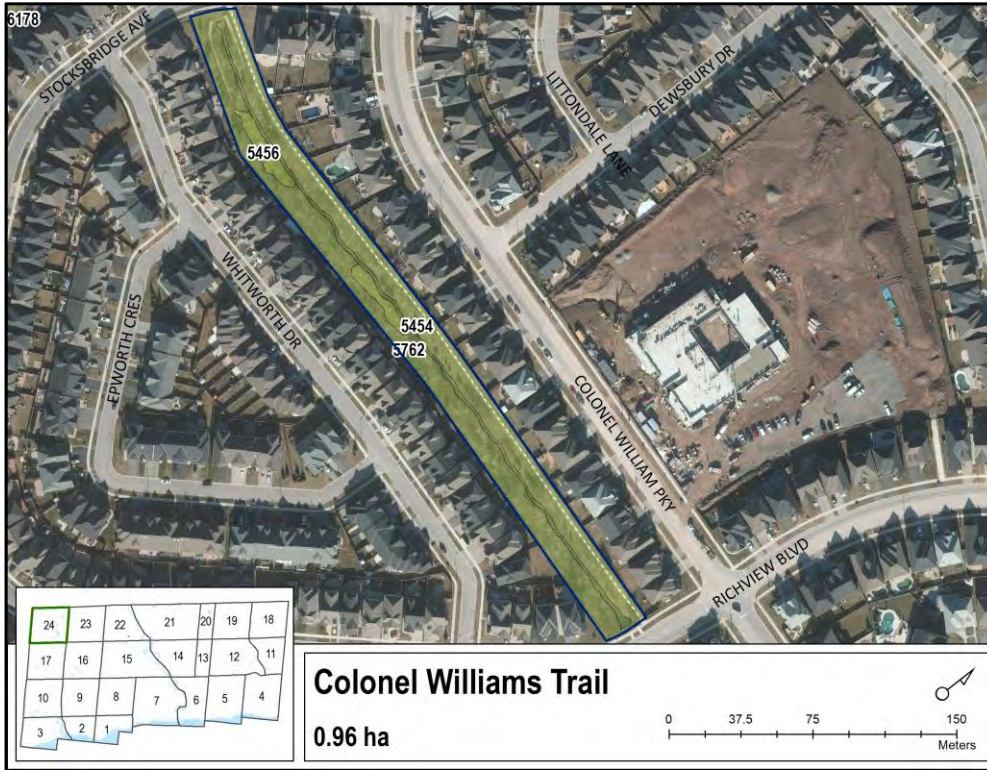 6178
STOCKSBRIDGE AVE
LITTONDALE LANE
DEWSBURY DR
5456
WHITWORTH DR
EPWORTH CRES
5454
5762
COLONEL WILLIAM PKY
RICHVIEW BLVD
24 23 22 21 20 19 18
17 16 15 14 13 12 11
10 9 8 7 6 5 4
3 2 1
Colonel Williams Trail
0.96 ha
0 37.5 75 150
Meters